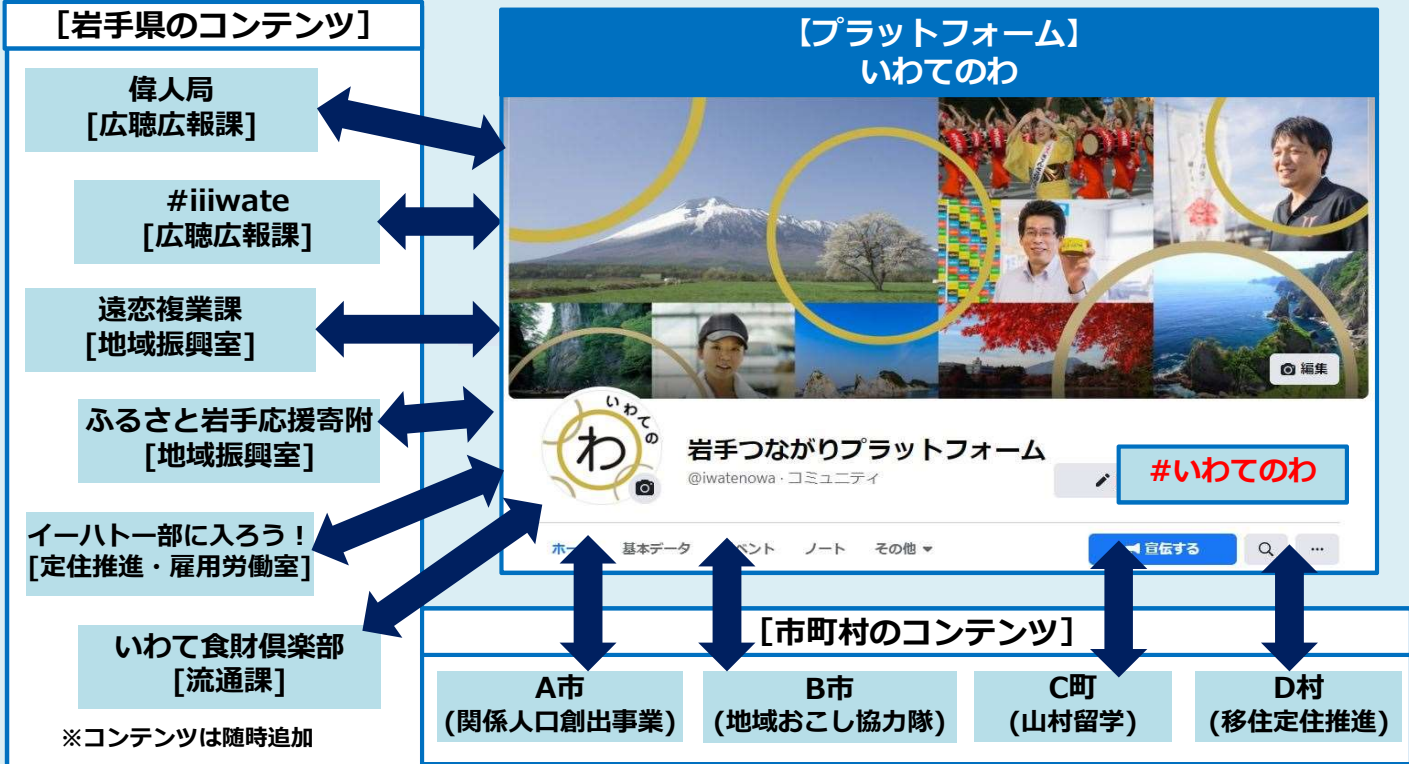 [岩手県のコンテンツ]
偉人局
[広聴広報課]
#iiiwate
[広聴広報課]
遠恋複業課
[地域振興室]
ふるさと岩手応援寄附
[地域振興室]
イーハトー部に入ろう！
[定住推進・雇用労働室]
いわて食財倶楽部
[流通課]
※コンテンツは随時追加
【プラットフォーム】
いわてのわ
編集
いわての
わ
岩手つながりプラットフォーム
@iwatenowa · コミュニティ
#いわてのわ
ホー
基本データ
ベント
ノート
その他
宣伝する
[市町村のコンテンツ]
A市
(関係人口創出事業)
B市
(地域おこし協力隊)
C町
(山村留学)
D村
(移住定住推進)